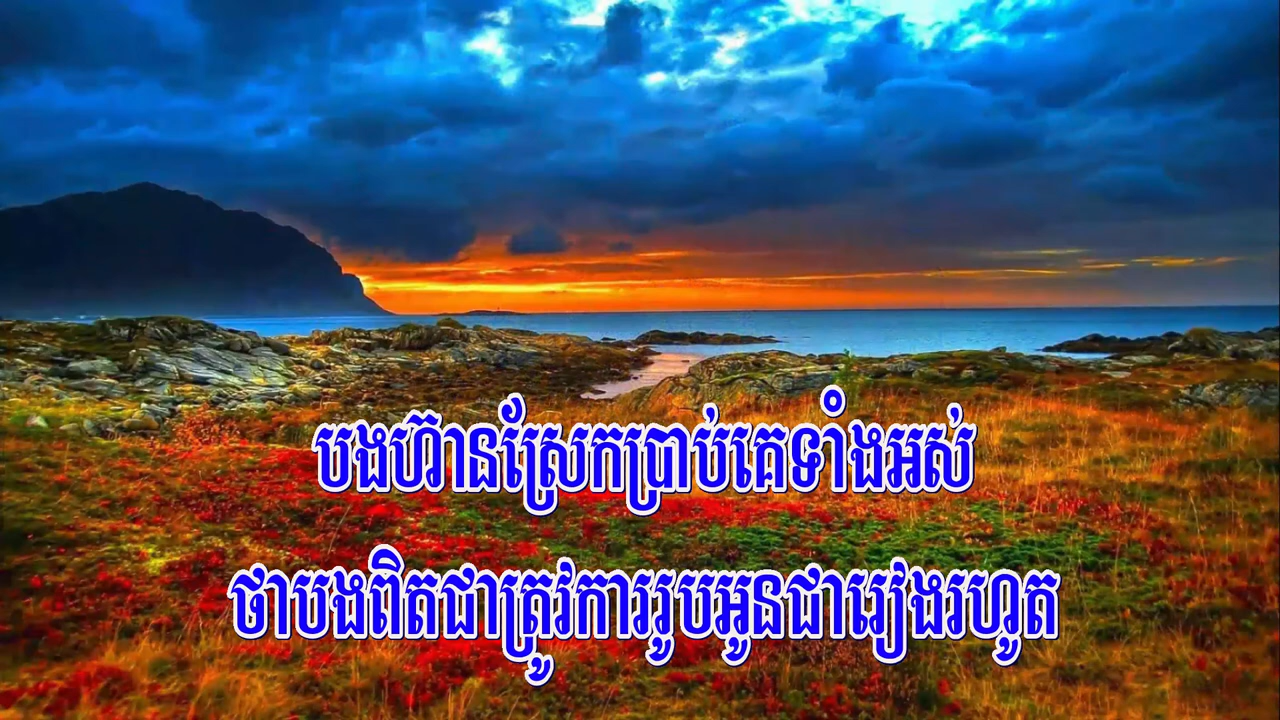 បងហ៊ានស្រែកប្រាប់គេទាំងអស់
ថាបងពិតជាត្រូវការរូបអូនជារៀងរហូត